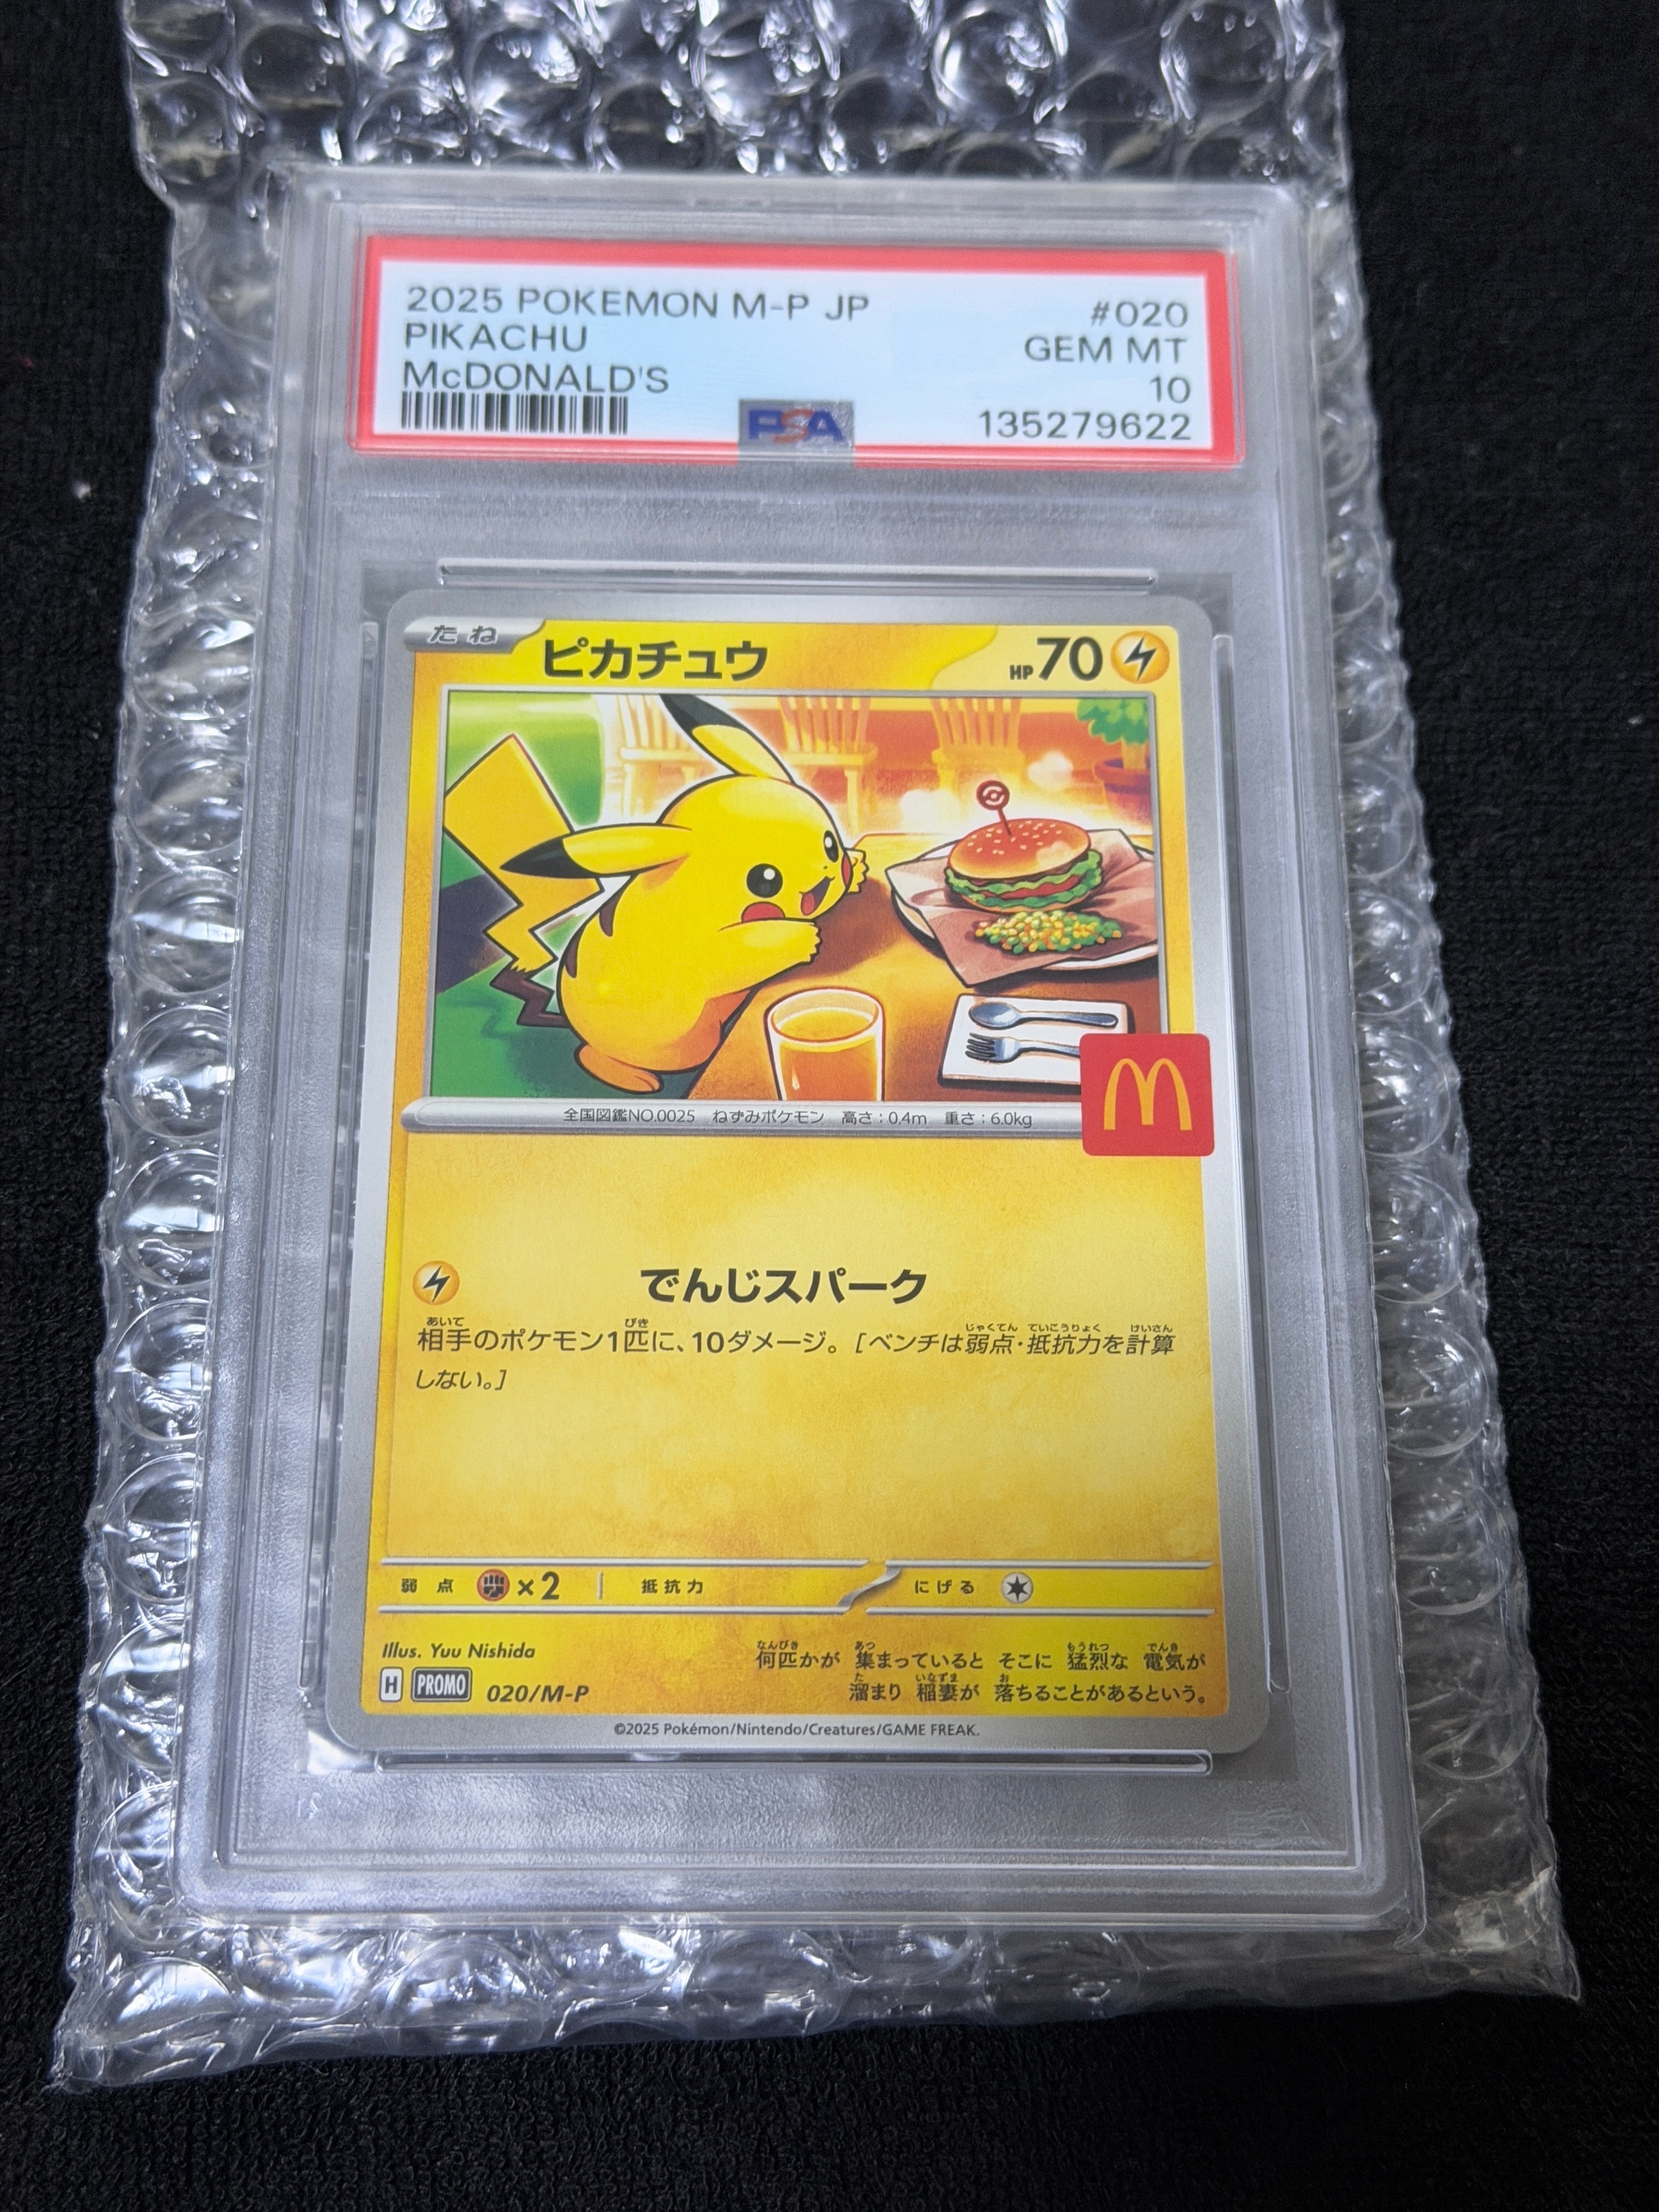 2025 POKEMON M-P JP #020
PIKACHU GEM MT
McDONALD'S 10
PSA 135279622
たね ピカチュウ HP70
全国図鑑NO.0025 ねずみポケモン 高さ:0.4m 重さ:6.0kg
でんじスパーク
相手のポケモン1匹に、10ダメージ。[ベンチは弱点・抵抗力を計算
しない。]
弱点 ×2 抵抗力 にげる
Illus. Yuu Nishida
何匹かが 集まっていると そこに 猛烈な 電気が
溜まり 稲妻が 落ちることがあるという。
H PROMO 020/M-P
©2025 Pokémon/Nintendo/Creatures/GAME FREAK.